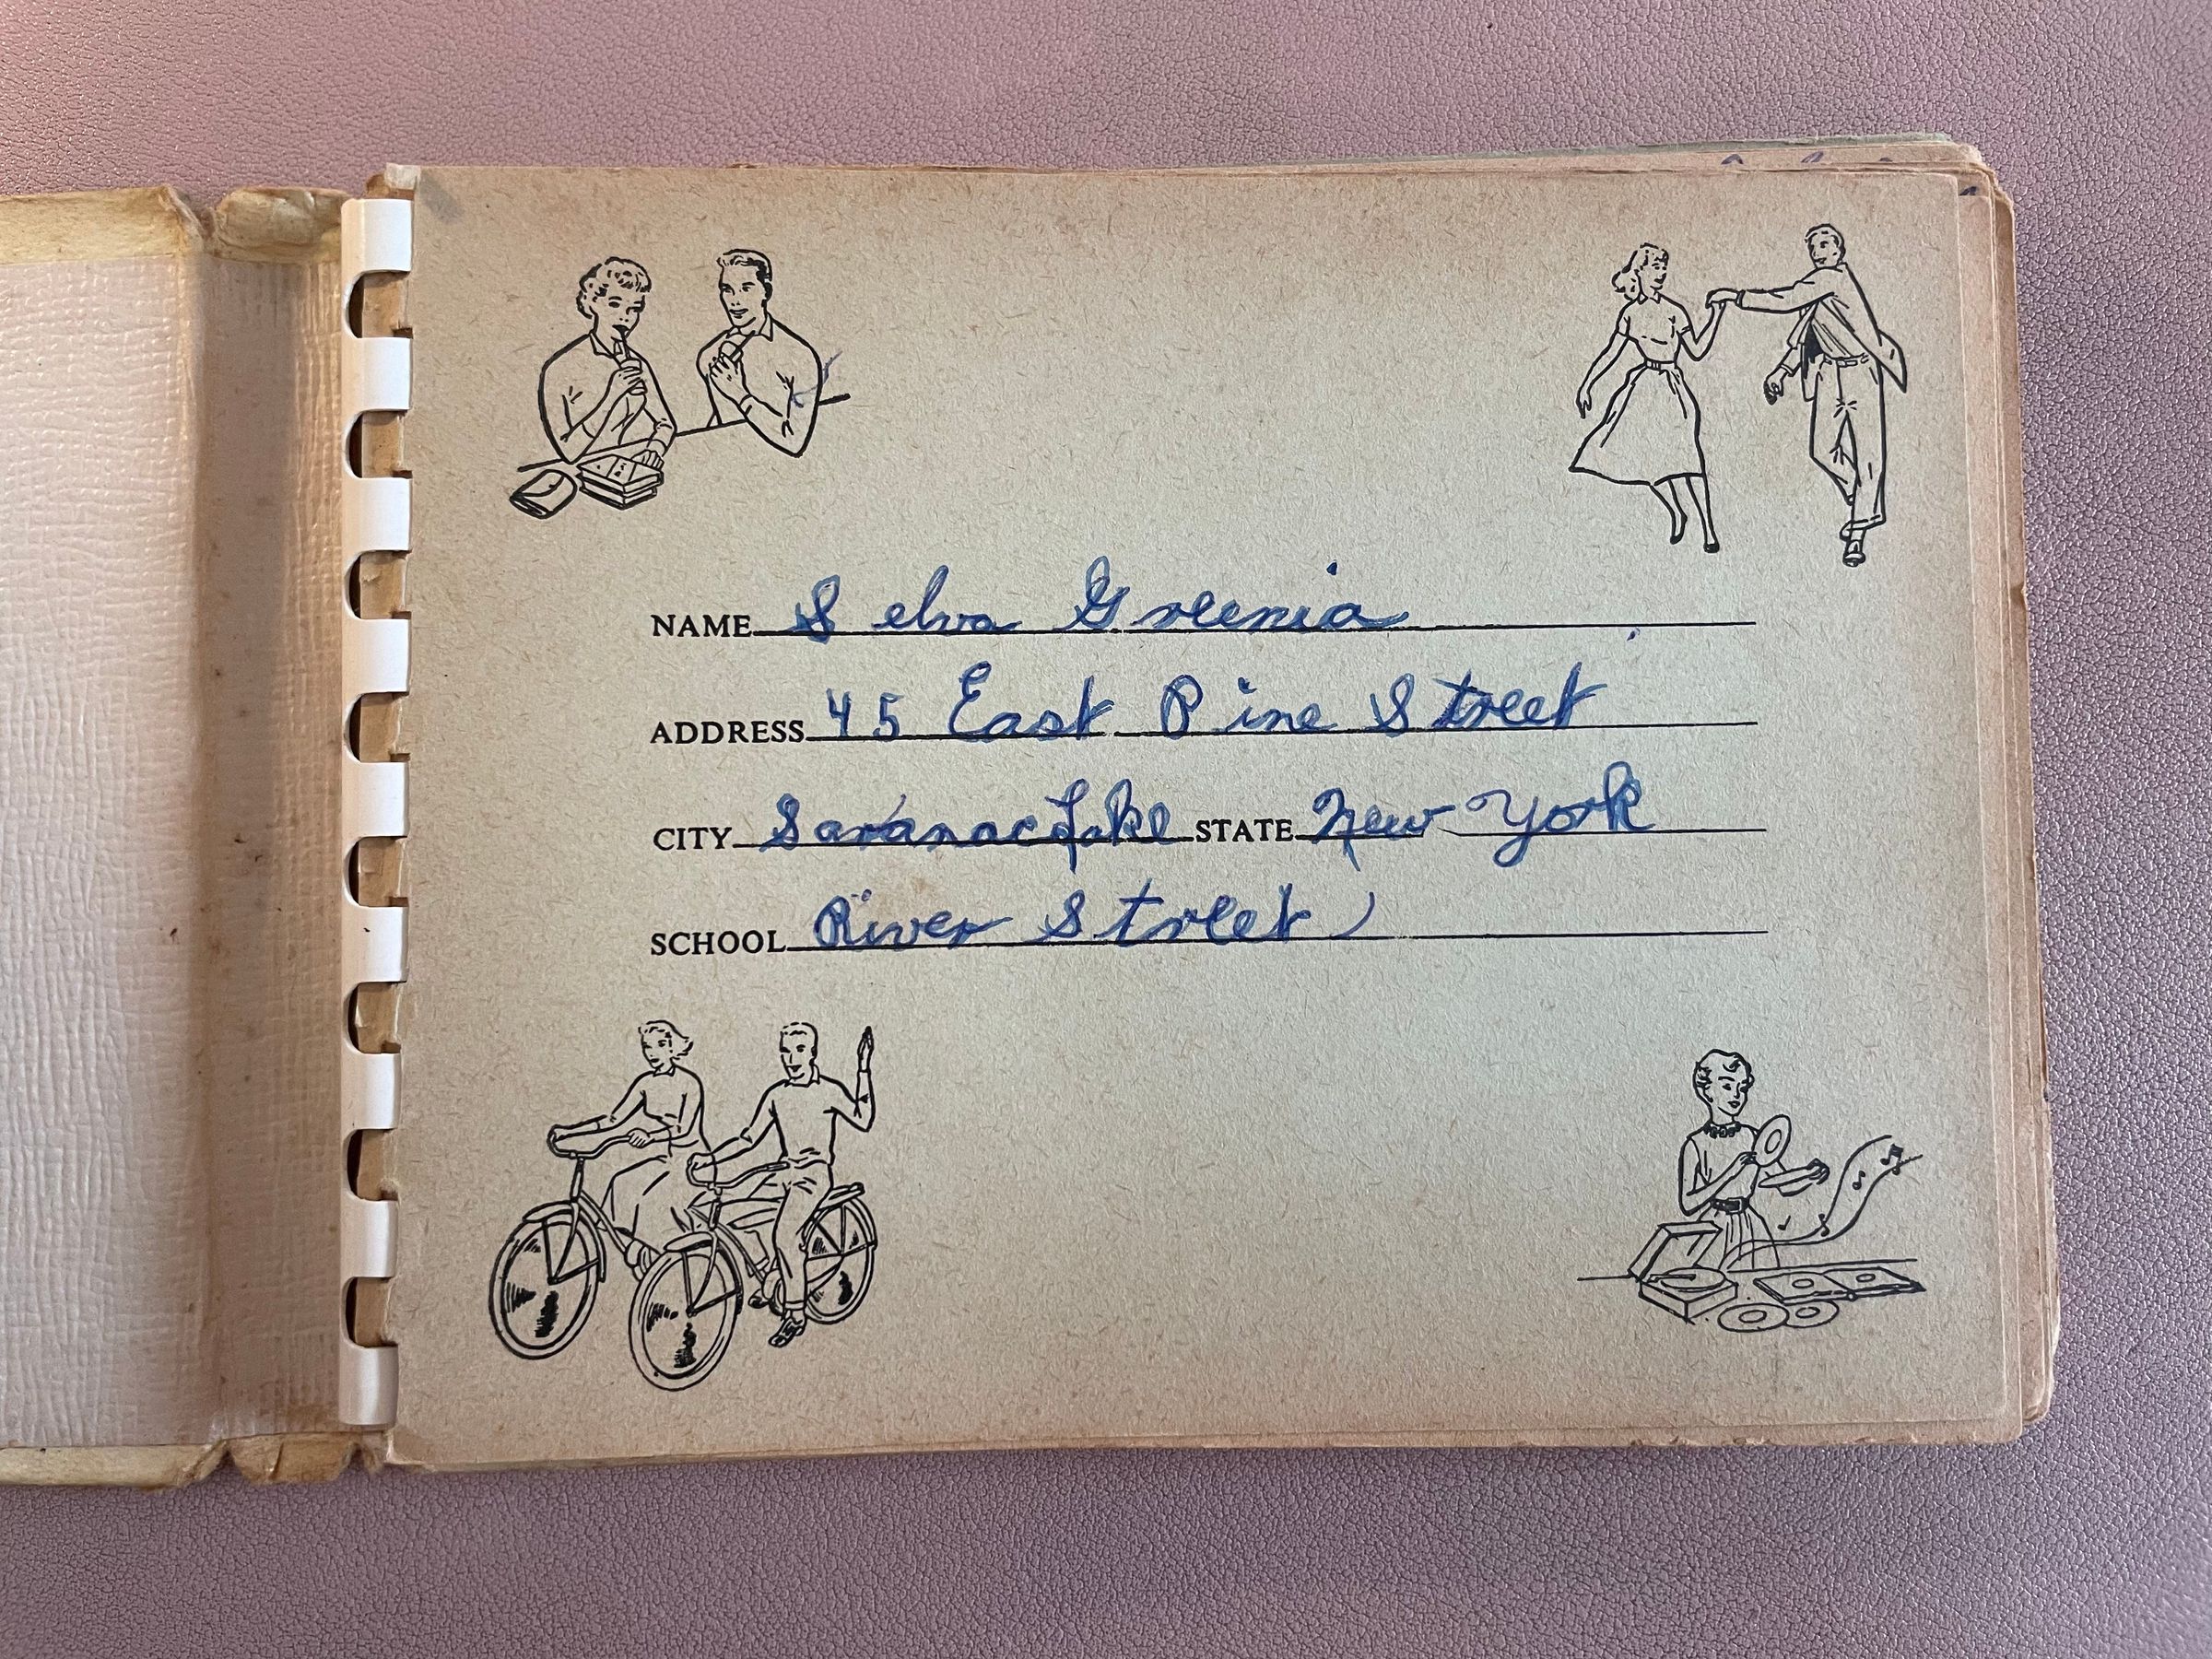 NAME Selva Greenia
ADDRESS 45 East Pine Street
CITY Saranac Lake STATE New York
SCHOOL River Street